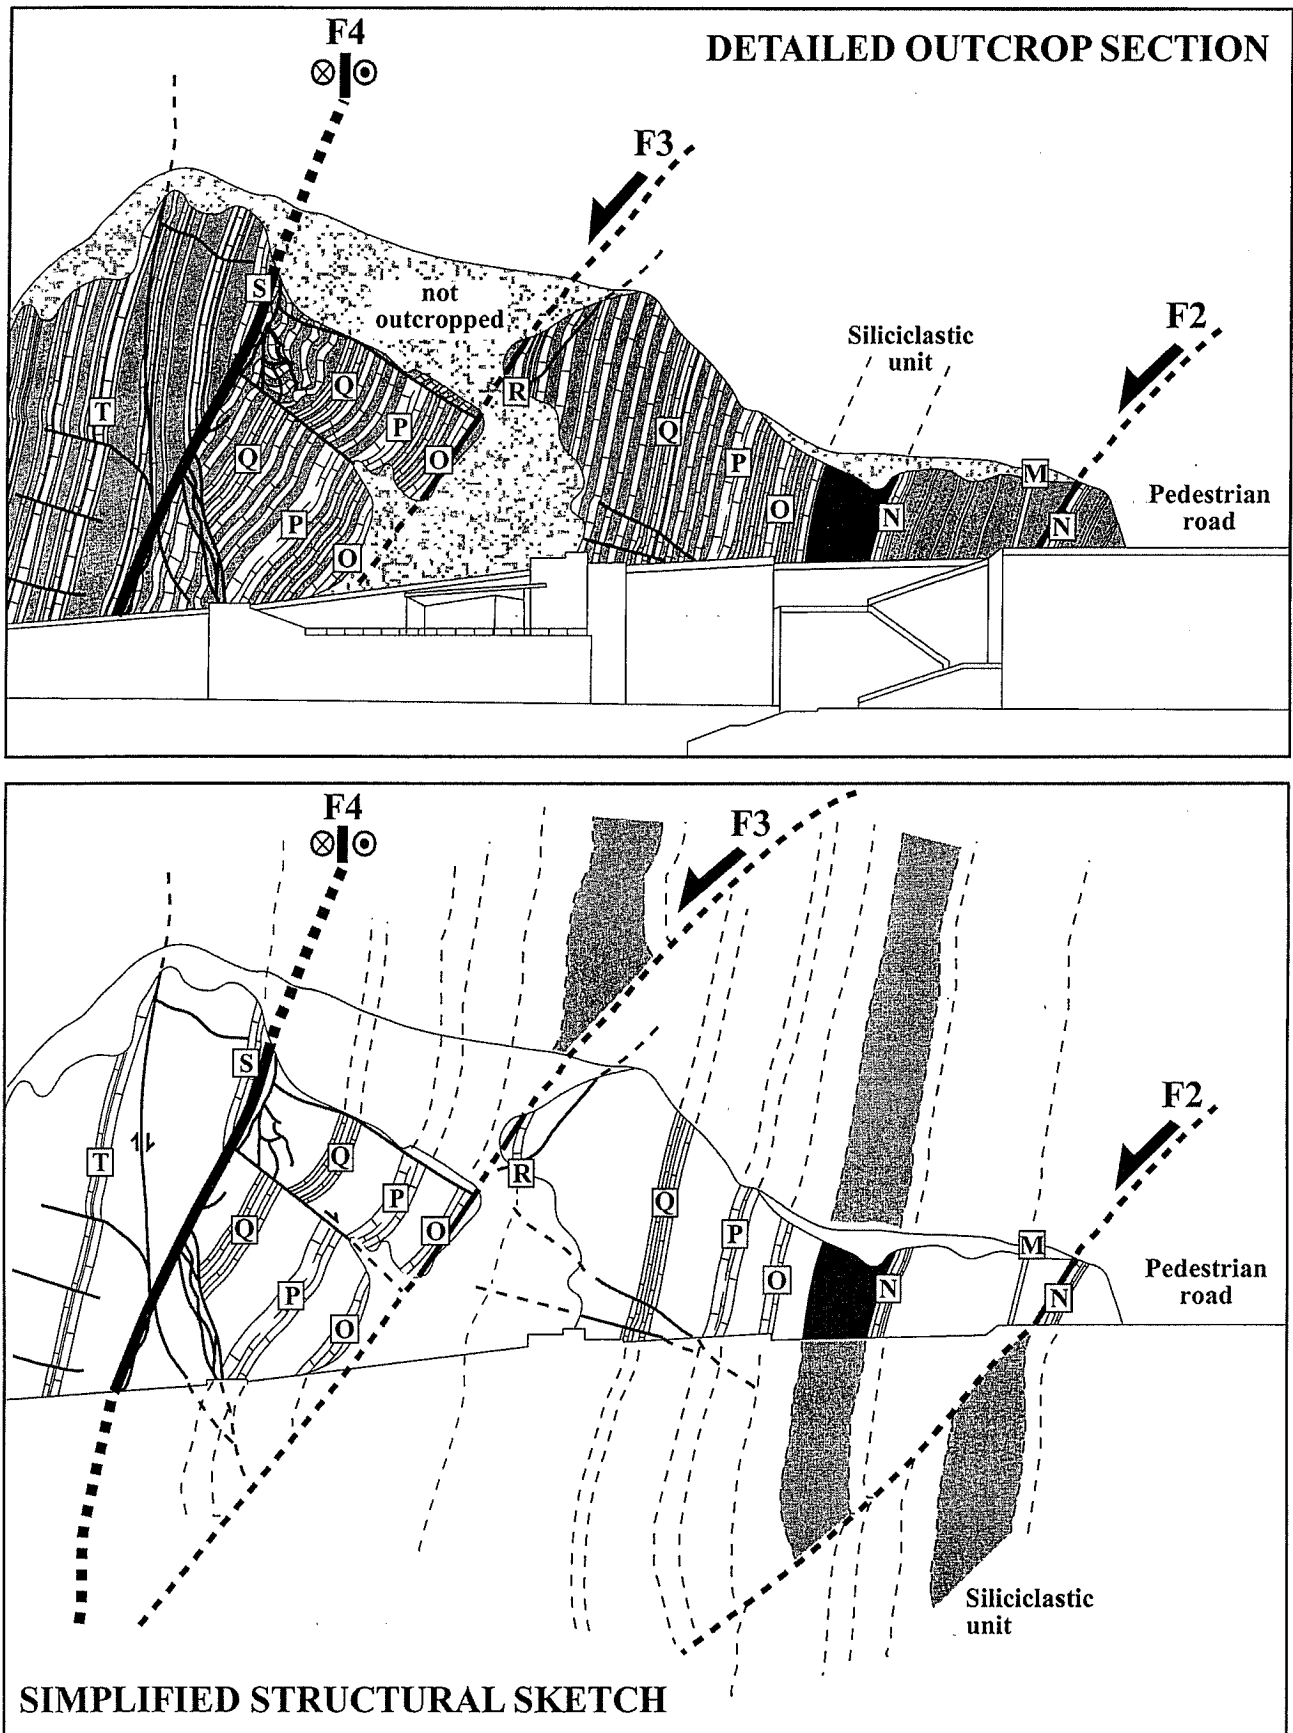 F4
DETAILED OUTCROP SECTION
F3
F2
not
outcropped
Siliciclastic
unit
S
Q
R
T
P
Q
Q
O
P
M
Pedestrian
road
P
O
N
N
O
F4
F3
F2
S
Q
R
T
P
Q
Q
O
P
M
Pedestrian
road
P
O
N
N
O
Siliciclastic
unit
SIMPLIFIED STRUCTURAL SKETCH